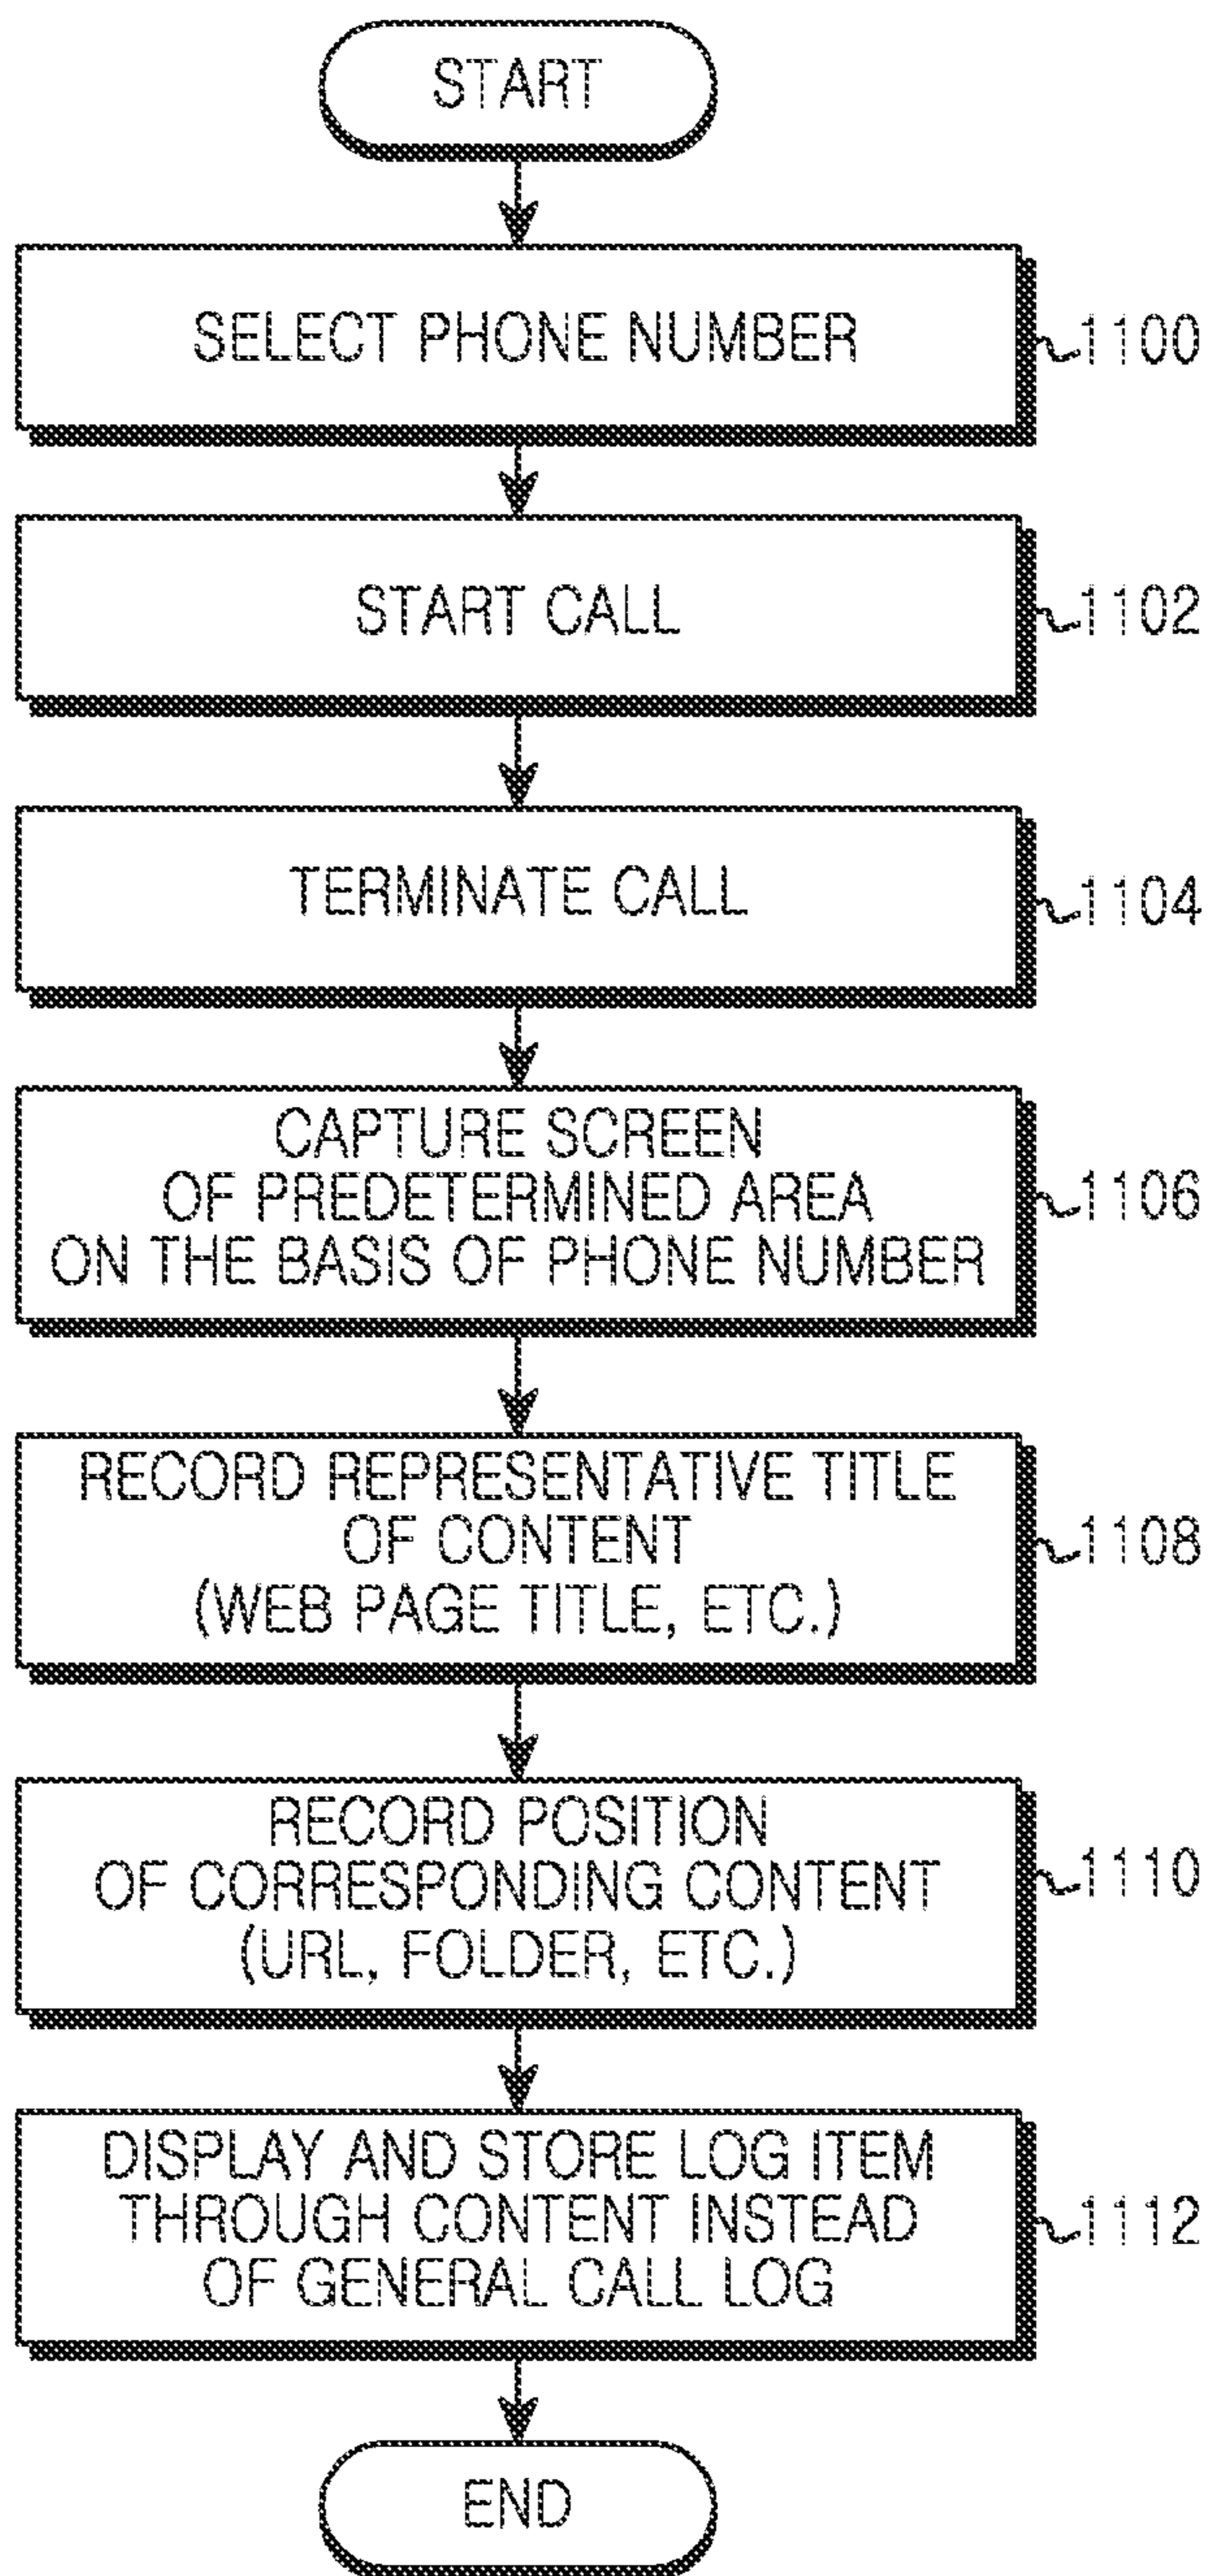 START
SELECT PHONE NUMBER
1100
START CALL
1102
TERMINATE CALL
1104
CAPTURE SCREEN
OF PREDETERMINED AREA
ON THE BASIS OF PHONE NUMBER
1106
RECORD REPRESENTATIVE TITLE
OF CONTENT
(WEB PAGE TITLE, ETC.)
1108
RECORD POSITION
OF CORRESPONDING CONTENT
(URL, FOLDER, ETC.)
1110
DISPLAY AND STORE LOG ITEM
THROUGH CONTENT INSTEAD
OF GENERAL CALL LOG
1112
END